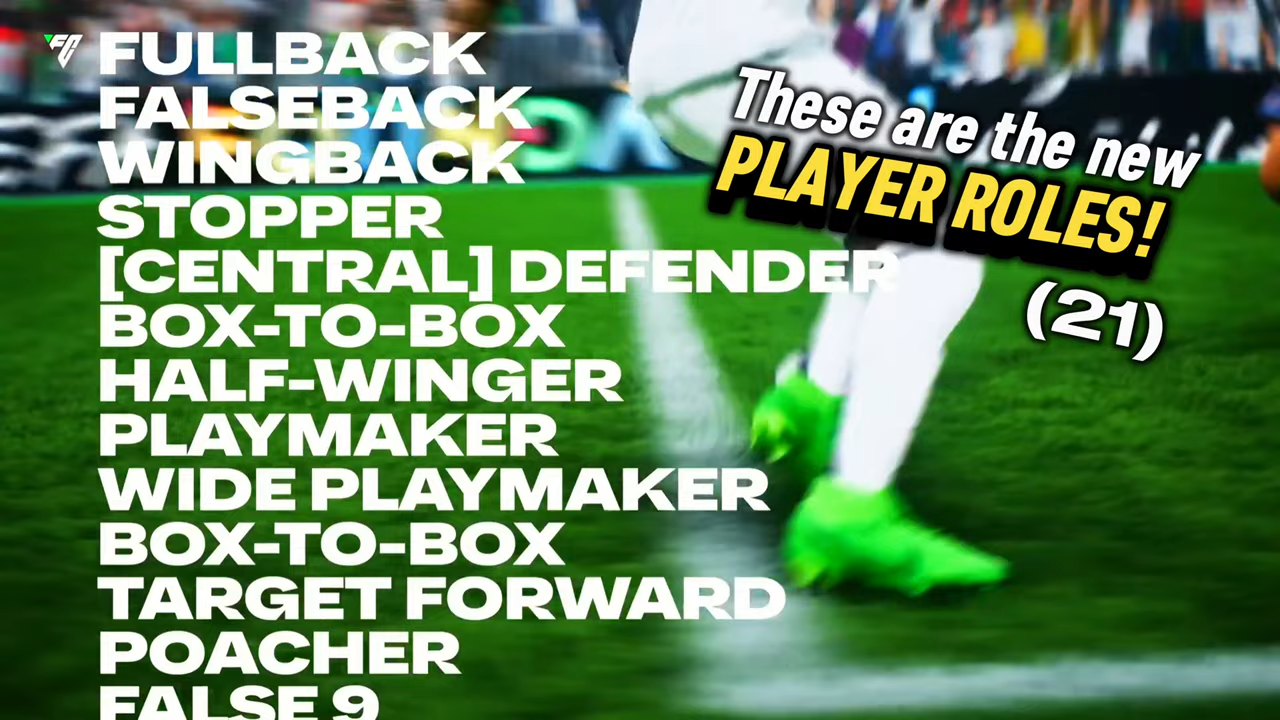 FC
FULLBACK
FALSEBACK
WINGBACK
STOPPER
[CENTRAL] DEFENDER
BOX-TO-BOX
HALF-WINGER
PLAYMAKER
WIDE PLAYMAKER
BOX-TO-BOX
TARGET FORWARD
POACHER
FALSE 9
These are the new
PLAYER ROLES!
(21)